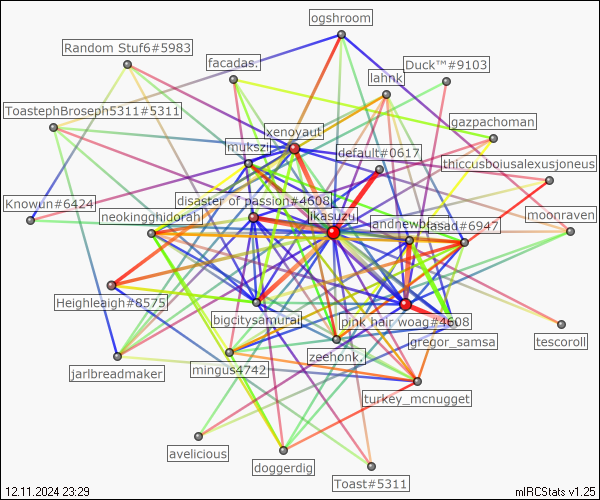 ogshroom
Random Stuf6#5983
facadas.
Duck™#9103
lahnk
ToastephBroseph5311#5311
gazpachoman
xenoyaut
mukszi
default#0617
thiccusboiusalexusjoneus
Knowun#6424
disaster of passion#4608
neokingghidorah
likasuzu
landnewb
asad#6947
moonraven
Heighleaigh#8575
bigcitysamurai
pink hair woag#4608
gregor_samsa
tescoroll
zeehonk.
mingus4742
jarlbreadmaker
turkey_mcnugget
avelicious
doggerdig
Toast#5311
12.11.2024 23:29
mIRCStats v1.25